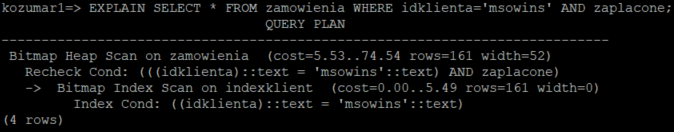 kozumar1=> EXPLAIN SELECT * FROM zamowienia WHERE idklienta='msowins' AND zaplacone;
QUERY PLAN
--------------------------------------------------------------------------------
Bitmap Heap Scan on zamowienia  (cost=5.53..74.54 rows=161 width=52)
Recheck Cond: (((idklienta)::text = 'msowins'::text) AND zaplacone)
->  Bitmap Index Scan on indexklient  (cost=0.00..5.49 rows=161 width=0)
Index Cond: ((idklienta)::text = 'msowins'::text)
(4 rows)